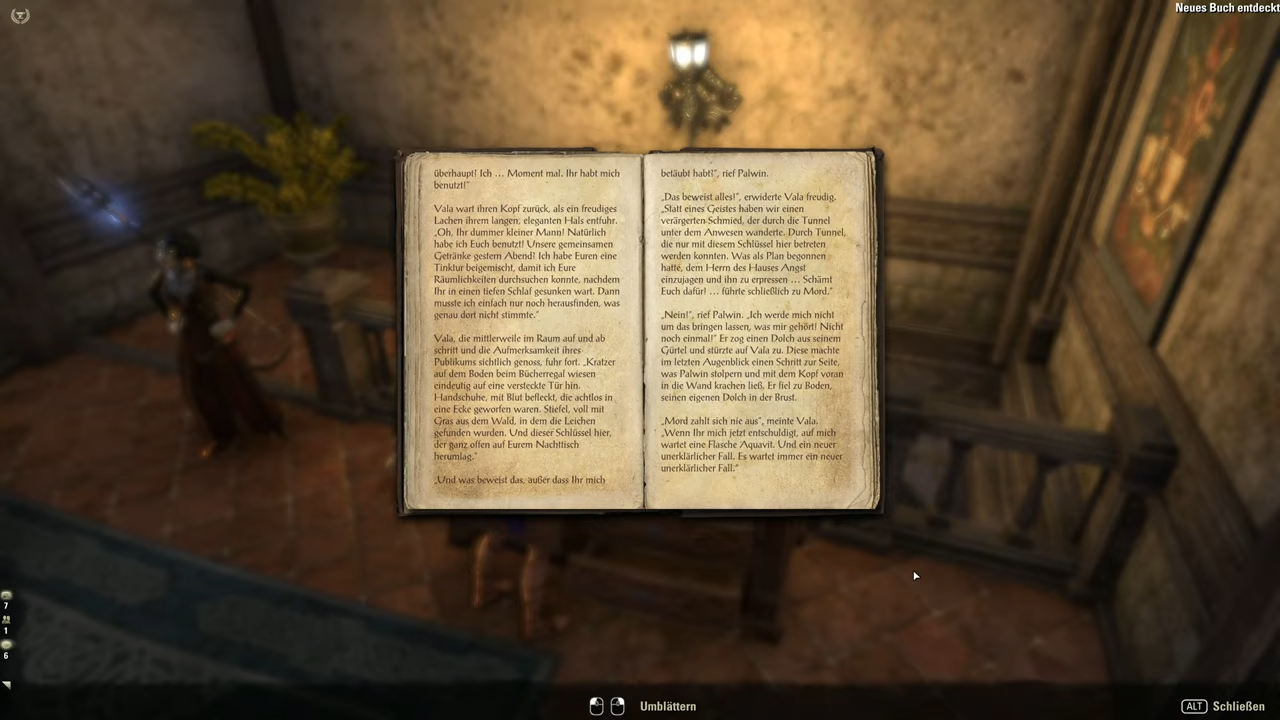 Neues Buch entdeckt
überhaupt! Ich … Moment mal. Ihr habt mich
benutzt!“
Vala warf ihren Kopf zurück, als ein freudiges
Lachen ihrem langen, eleganten Hals entfuhr.
„Oh, Ihr dummer kleiner Mann! Natürlich
habe ich Euch benutzt! Unsere gemeinsamen
Getränke gestern Abend? Ich habe Euren eine
Tinktur beigemischt, damit ich Eure
Räumlichkeiten durchsuchen konnte, nachdem
Ihr in einen tiefen Schlaf gesunken wart. Dann
musste ich einfach nur noch herausfinden, was
genau dort nicht stimmte.“
Vala, die mittlerweile im Raum auf und ab
schritt und die Aufmerksamkeit ihres
Publikums sichtlich genoss, fuhr fort. „Kratzer
auf dem Boden beim Bücherregal wiesen
eindeutig auf eine versteckte Tür hin.
Handschuhe, mit Blut befleckt, die achtlos in
eine Ecke geworfen waren. Stiefel, voll mit
Gras aus dem Wald, in dem die Leichen
gefunden wurden. Und dieser Schlüssel hier,
der ganz offen auf Eurem Nachttisch
herumlag.“
„Und was beweist das, außer dass Ihr mich
betäubt habt?“, rief Palwin.
„Das beweist alles!“, erwiderte Vala freudig.
„Statt eines Geistes haben wir einen
verärgerten Schmied, der durch die Tunnel
unter dem Anwesen wanderte. Durch Tunnel,
die nur mit diesem Schlüssel hier betreten
werden konnten. Was als Plan begonnen
hatte, dem Herrn des Hauses Angst
einzujagen und ihn zu erpressen … Schämt
Euch dafür! … führte schließlich zu Mord.“
„Nein!“, rief Palwin. „Ich werde mich nicht
um das bringen lassen, was mir gehört! Nicht
noch einmal!“ Er zog einen Dolch aus seinem
Gürtel und stürzte auf Vala zu. Diese machte
im letzten Augenblick einen Schritt zur Seite,
was Palwin stolpern und mit dem Kopf voran
in die Wand krachen ließ. Er fiel zu Boden,
seinen eigenen Dolch in der Brust.
„Mord zahlt sich nie aus“, meinte Vala.
„Wenn Ihr mich jetzt entschuldigt, auf mich
wartet eine Flasche Aquavit. Und ein neuer
unerklärlicher Fall. Es wartet immer ein neuer
unerklärlicher Fall.“
7
1
6
Umblättern
ALT Schließen